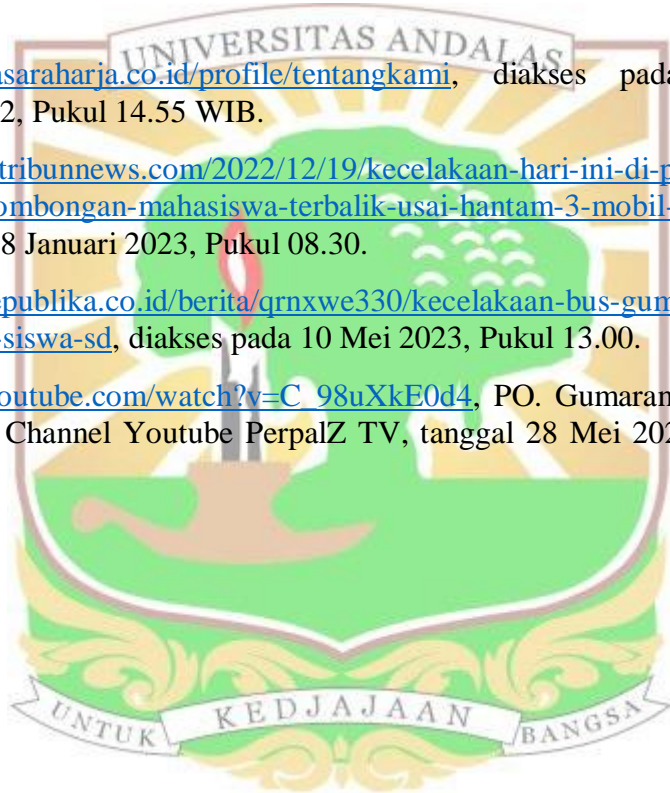 UNIVERSITAS ANDALAS
asaraharja.co.id/profile/tentangkami, diakses pada
2, Pukul 14.55 WIB.
tribunnews.com/2022/12/19/kecelakaan-hari-ini-di-p
ombongan-mahasiswa-terbalik-usai-hantam-3-mobil-
8 Januari 2023, Pukul 08.30.
epublika.co.id/berita/qrnxwe330/kecelakaan-bus-gum
-siswa-sd, diakses pada 10 Mei 2023, Pukul 13.00.
outube.com/watch?v=C_98uXkE0d4, PO. Gumaran
Channel Youtube PerpalZ TV, tanggal 28 Mei 202
UNTUK KEDJAJAAN BANGSA